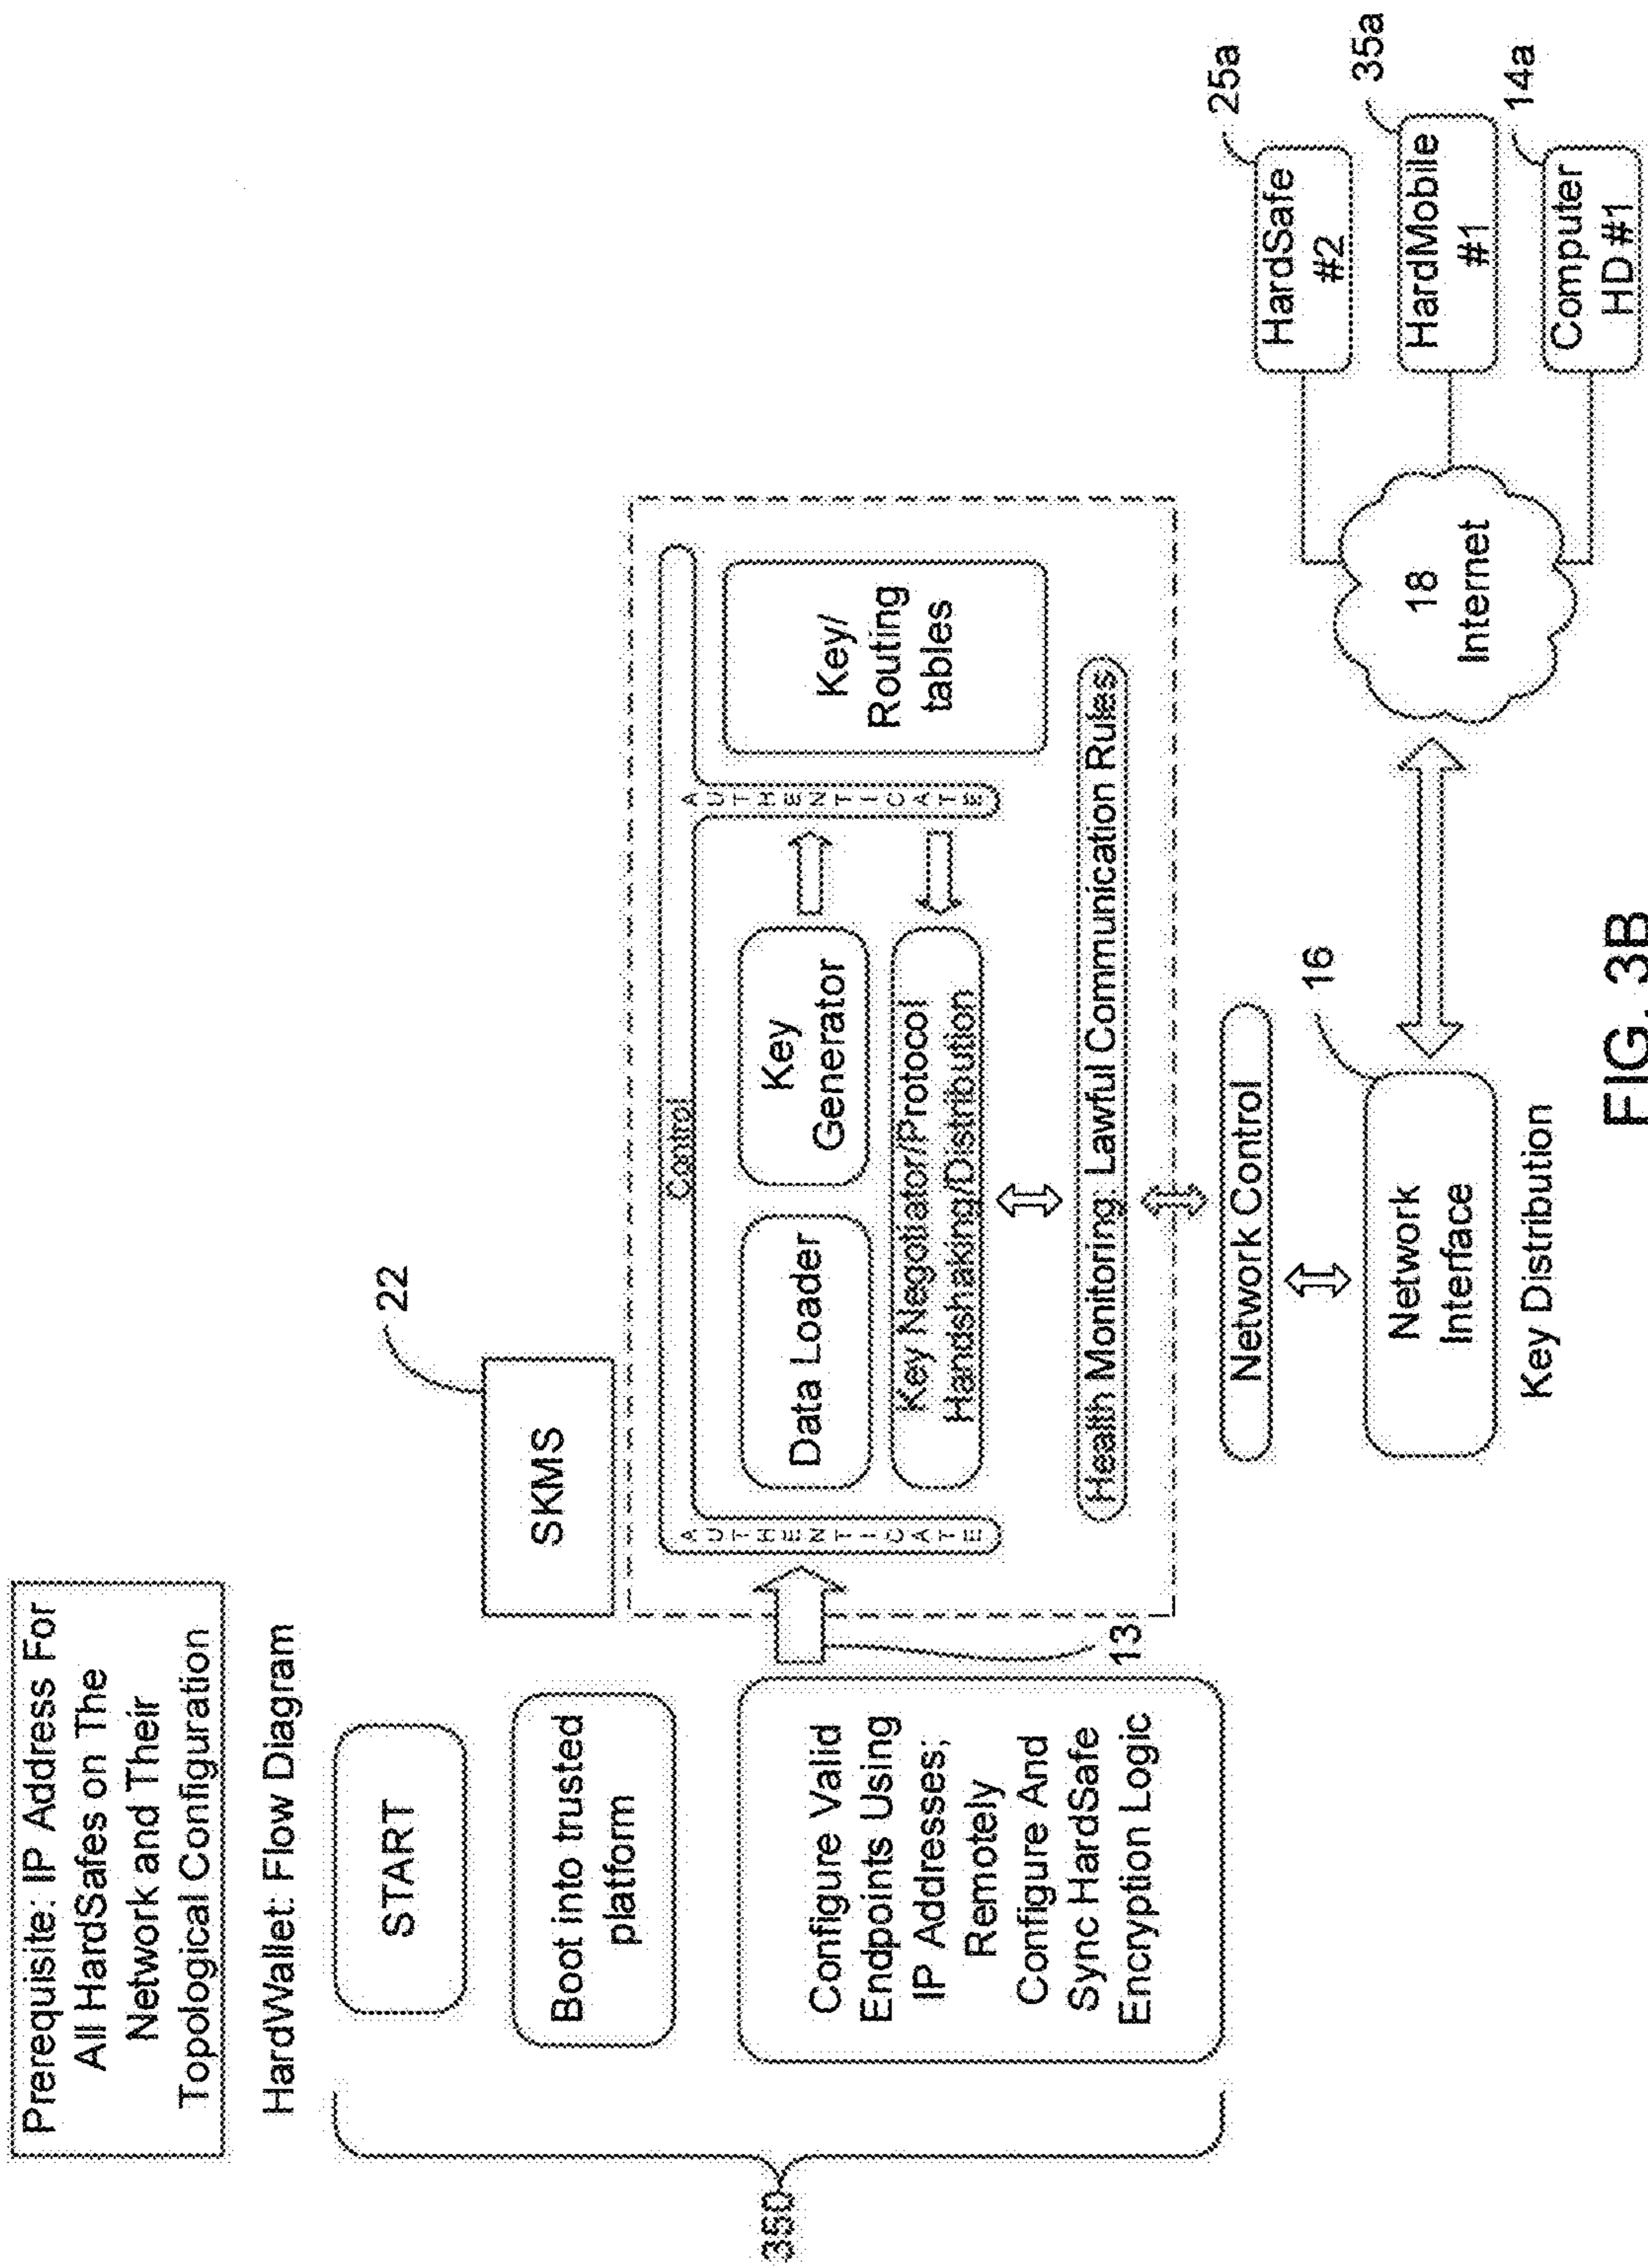 Prerequisite: IP Address For
All HardSafes on The
Network and Their
Topological Configuration
HardWallet: Flow Diagram
350
START
Boot into trusted
platform
Configure Valid
Endpoints Using
IP Addresses;
Remotely
Configure And
Sync HardSafe
Encryption Logic
13
SKMS
22
Control
AUTHENTICATE
Data Loader
Key
Generator
Key Negotiator/Protocol
Handshaking/Distribution
AUTHENTICATE
Key/
Routing
tables
Health Monitoring: Lawful Communication Rules
Network Control
16
Network
Interface
Key Distribution
18
Internet
HardSafe
#2
25a
HardMobile
#1
35a
Computer
HD #1
14a
FIG. 3B